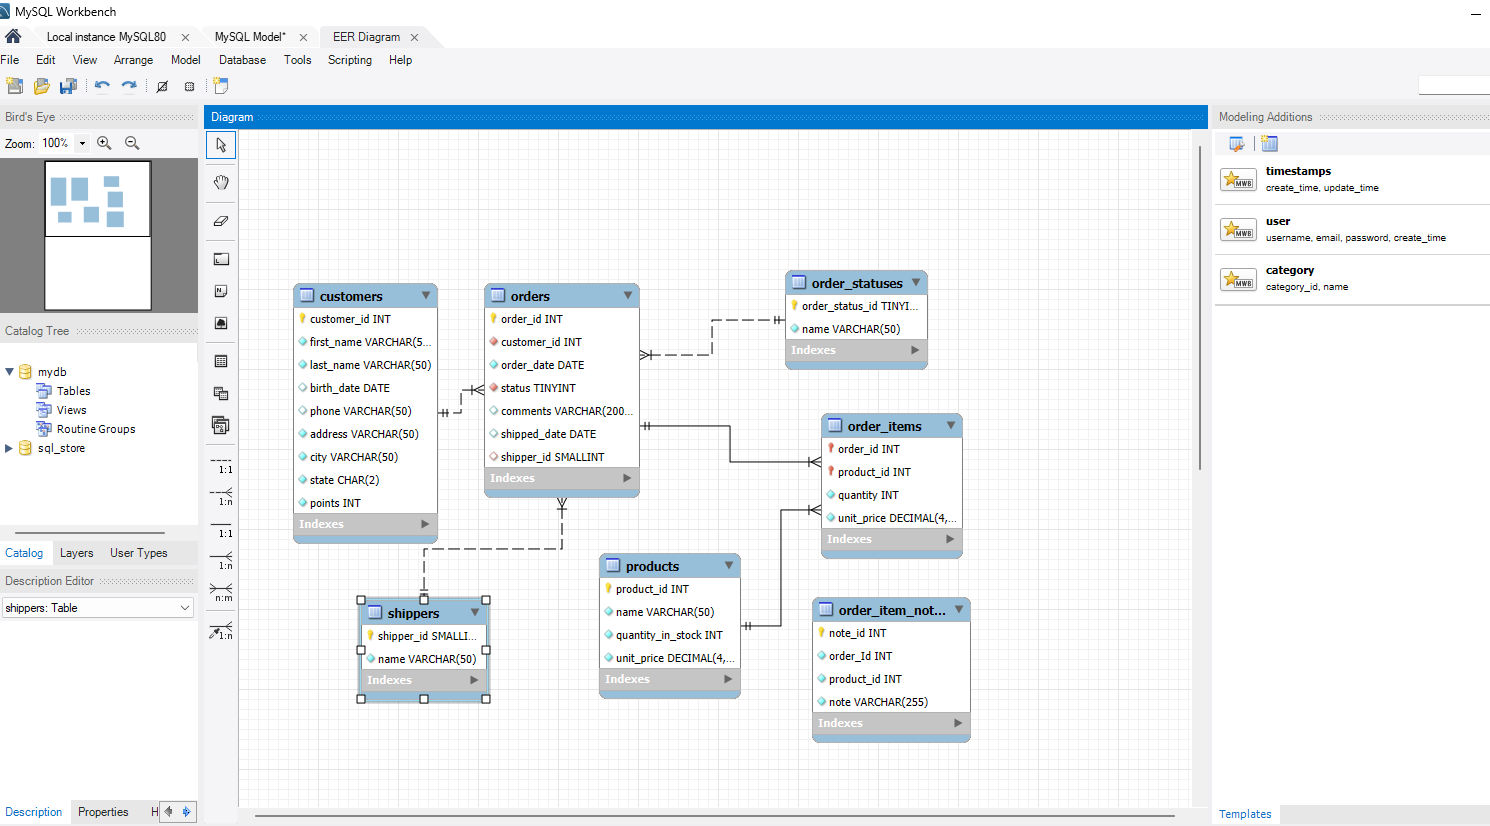 MySQL Workbench
Local instance MySQL80
MySQL Model*
EER Diagram
File Edit View Arrange Model Database Tools Scripting Help
Bird's Eye
Zoom: 100%
Catalog Tree
mydb
Tables
Views
Routine Groups
sql_store
Catalog Layers User Types
Description Editor
shippers: Table
Description Properties H
Diagram
1:1
1:n
1:1
1:n
n:m
1:n
customers
customer_id INT
first_name VARCHAR(5...
last_name VARCHAR(50)
birth_date DATE
phone VARCHAR(50)
address VARCHAR(50)
city VARCHAR(50)
state CHAR(2)
points INT
Indexes
orders
order_id INT
customer_id INT
order_date DATE
status TINYINT
comments VARCHAR(200...
shipped_date DATE
shipper_id SMALLINT
Indexes
order_statuses
order_status_id TINYI...
name VARCHAR(50)
Indexes
order_items
order_id INT
product_id INT
quantity INT
unit_price DECIMAL(4,...
Indexes
shippers
shipper_id SMALLI...
name VARCHAR(50)
Indexes
products
product_id INT
name VARCHAR(50)
quantity_in_stock INT
unit_price DECIMAL(4,...
Indexes
order_item_not...
note_id INT
order_Id INT
product_id INT
note VARCHAR(255)
Indexes
Modeling Additions
MWB
timestamps
create_time, update_time
MWB
user
username, email, password, create_time
MWB
category
category_id, name
Templates